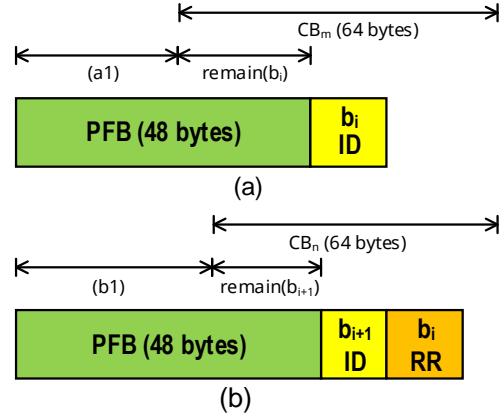 CBₘ (64 bytes)
(a1) remain(bᵢ)
PFB (48 bytes) bᵢ
ID
(a)
CBₙ (64 bytes)
(b1) remain(bᵢ₊₁)
PFB (48 bytes) bᵢ₊₁ bᵢ
ID RR
(b)